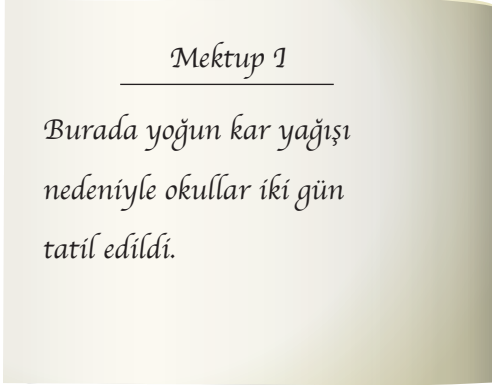 Mektup I
Burada yoğun kar yağışı
nedeniyle okullar iki gün
tatil edildi.